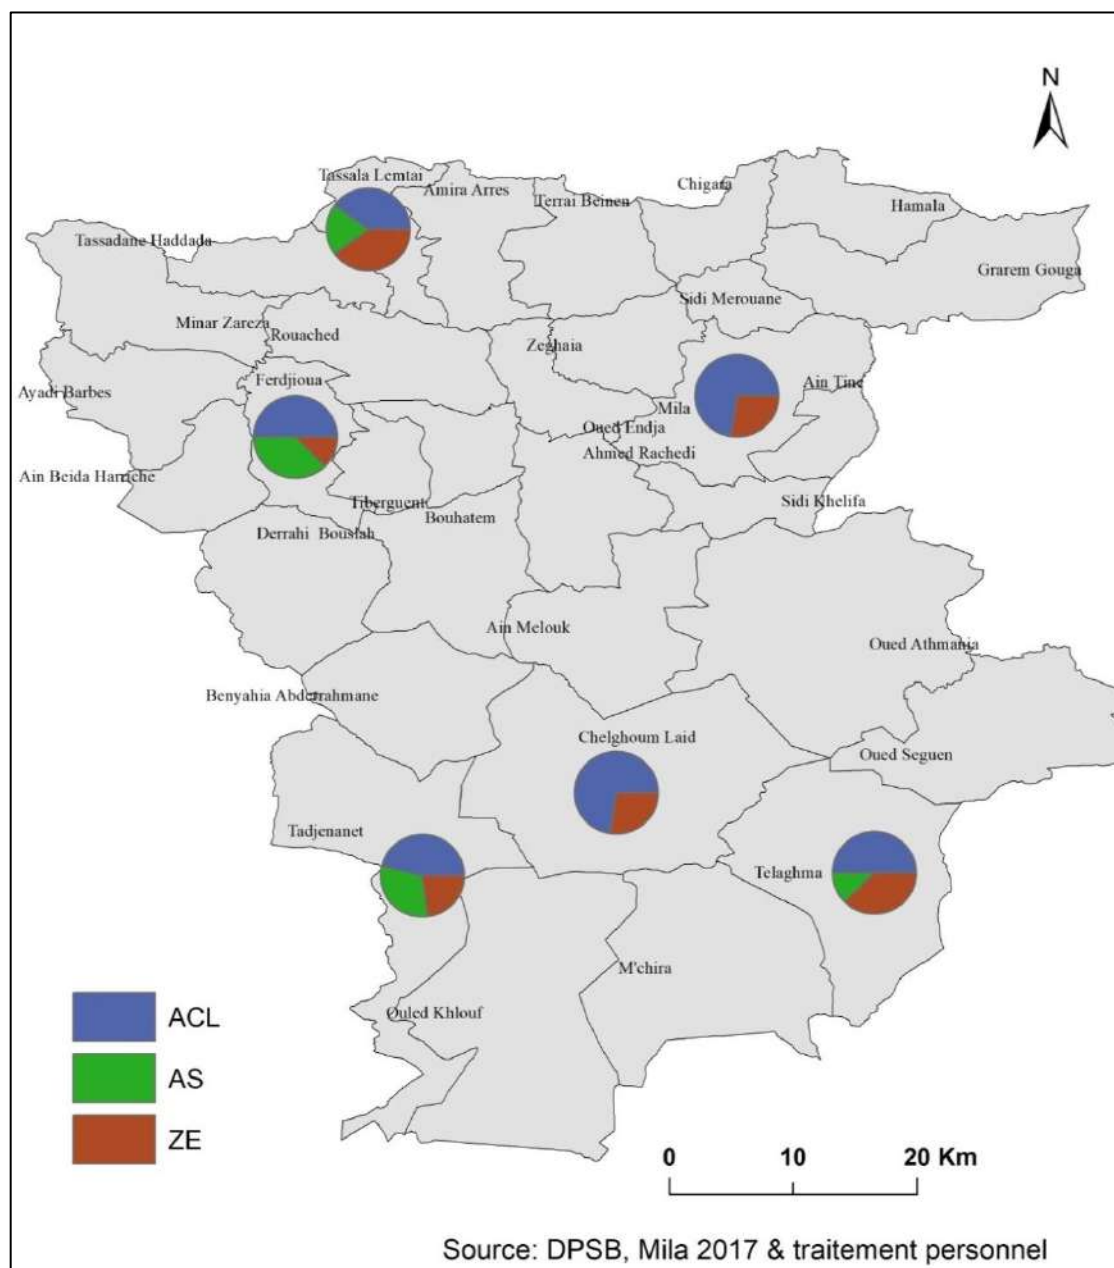 N
Tassala Lemtai
Amira Arres
Terrai Beinen
Chigara
Hamala
Tassadane Haddada
Grarem Gouga
Sidi Merouane
Minar Zareza
Rouached
Zeghaia
Ferdjioua
Ayadi Barbes
Ain Tine
Mila
Oued Endja
Ahmed Rachedi
Ain Beida Harriche
Tiberguent
Sidi Khelifa
Bouhatem
Derrahi Bouslah
Ain Melouk
Oued Athmania
Benyahia Abderrahmane
Chelghoum Laid
Oued Seguen
Tadjenanet
Telaghma
M'chira
Ouled Khlouf
ACL
AS
ZE
0 10 20 Km
Source: DPSB, Mila 2017 & traitement personnel